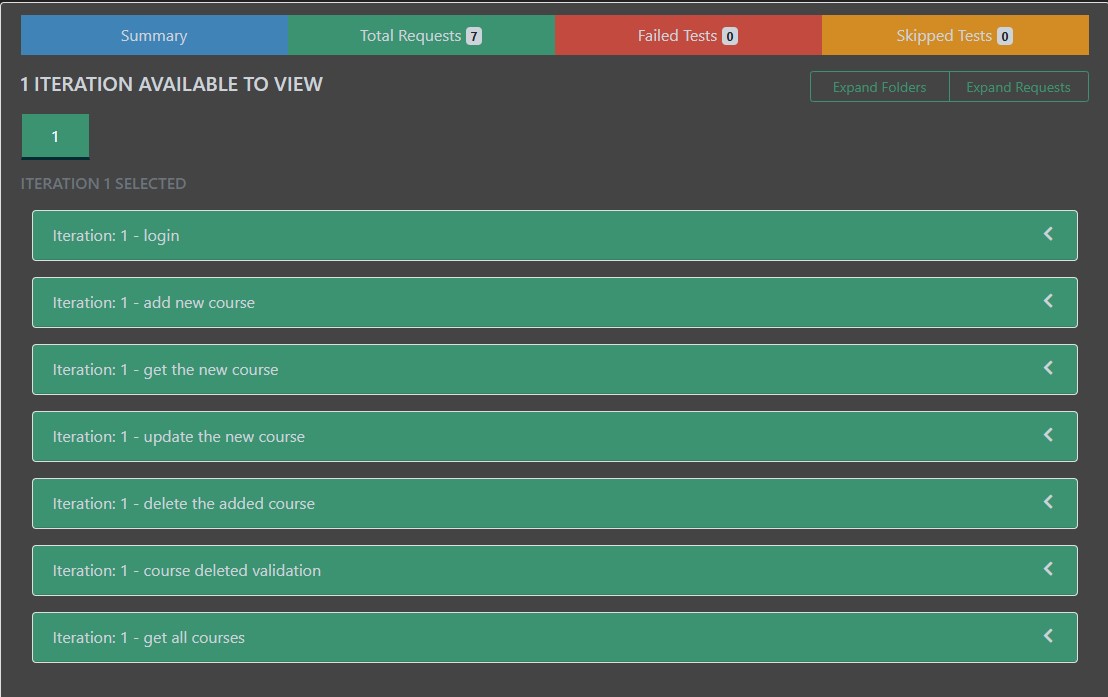 Summary
Total Requests 7
Failed Tests 0
Skipped Tests 0
1 ITERATION AVAILABLE TO VIEW
Expand Folders
Expand Requests
1
ITERATION 1 SELECTED
Iteration: 1 - login
Iteration: 1 - add new course
Iteration: 1 - get the new course
Iteration: 1 - update the new course
Iteration: 1 - delete the added course
Iteration: 1 - course deleted validation
Iteration: 1 - get all courses